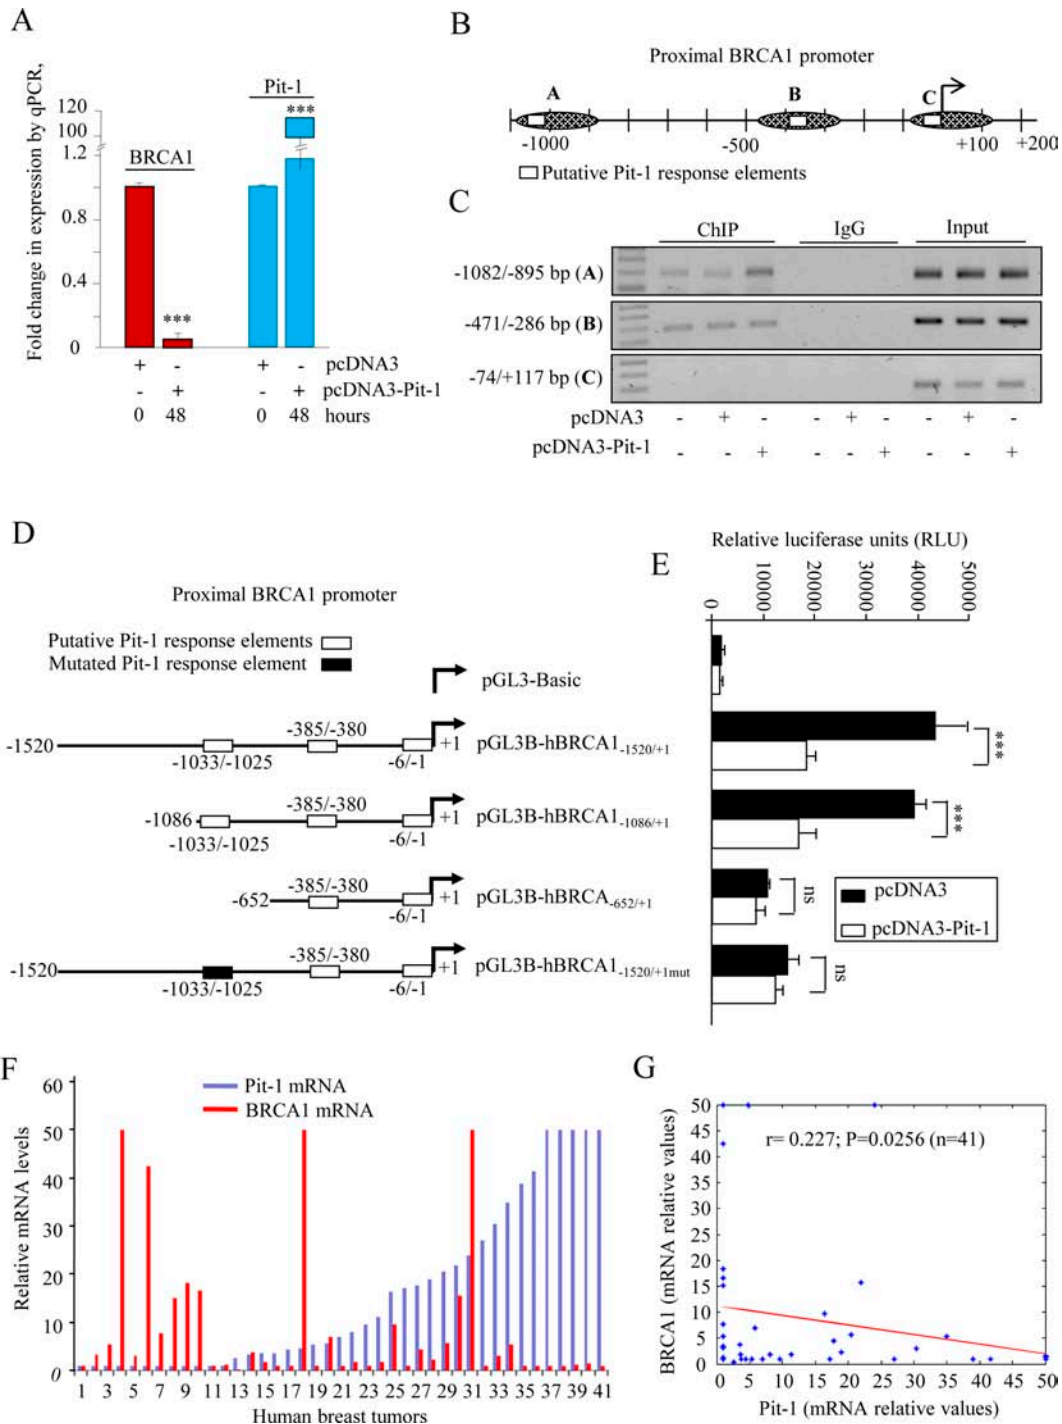 A
Fold change in expression by qPCR,
120
100
1.2
0.8
0.4
0
BRCA1
***
Pit-1
***
+ - + - pcDNA3
- + - + pcDNA3-Pit-1
0 48 0 48 hours
B
Proximal BRCA1 promoter
A B C
-1000 -500 +100 +200
Putative Pit-1 response elements
C
ChIP IgG Input
-1082/-895 bp (A)
-471/-286 bp (B)
-74/+117 bp (C)
pcDNA3 - + - - + - - + -
pcDNA3-Pit-1 - - + - - + - - +
D
Proximal BRCA1 promoter
Putative Pit-1 response elements
Mutated Pit-1 response element
pGL3-Basic
-1520 -1033/-1025 -385/-380 -6/-1 +1 pGL3B-hBRCA1-1520/+1
-1086 -1033/-1025 -385/-380 -6/-1 +1 pGL3B-hBRCA1-1086/+1
-652 -385/-380 -6/-1 +1 pGL3B-hBRCA-652/+1
-1520 -1033/-1025 -385/-380 -6/-1 +1 pGL3B-hBRCA1-1520/+1mut
E
Relative luciferase units (RLU)
0 10000 20000 30000 40000 50000
***
***
ns
ns
pcDNA3
pcDNA3-Pit-1
F
Relative mRNA levels
60
50
40
30
20
10
0
Pit-1 mRNA
BRCA1 mRNA
1 3 5 7 9 11 13 15 17 19 21 23 25 27 29 31 33 35 37 39 41
Human breast tumors
G
BRCA1 (mRNA relative values)
50
45
40
35
30
25
20
15
10
5
0
r= 0.227; P=0.0256 (n=41)
0 5 10 15 20 25 30 35 40 45 50
Pit-1 (mRNA relative values)